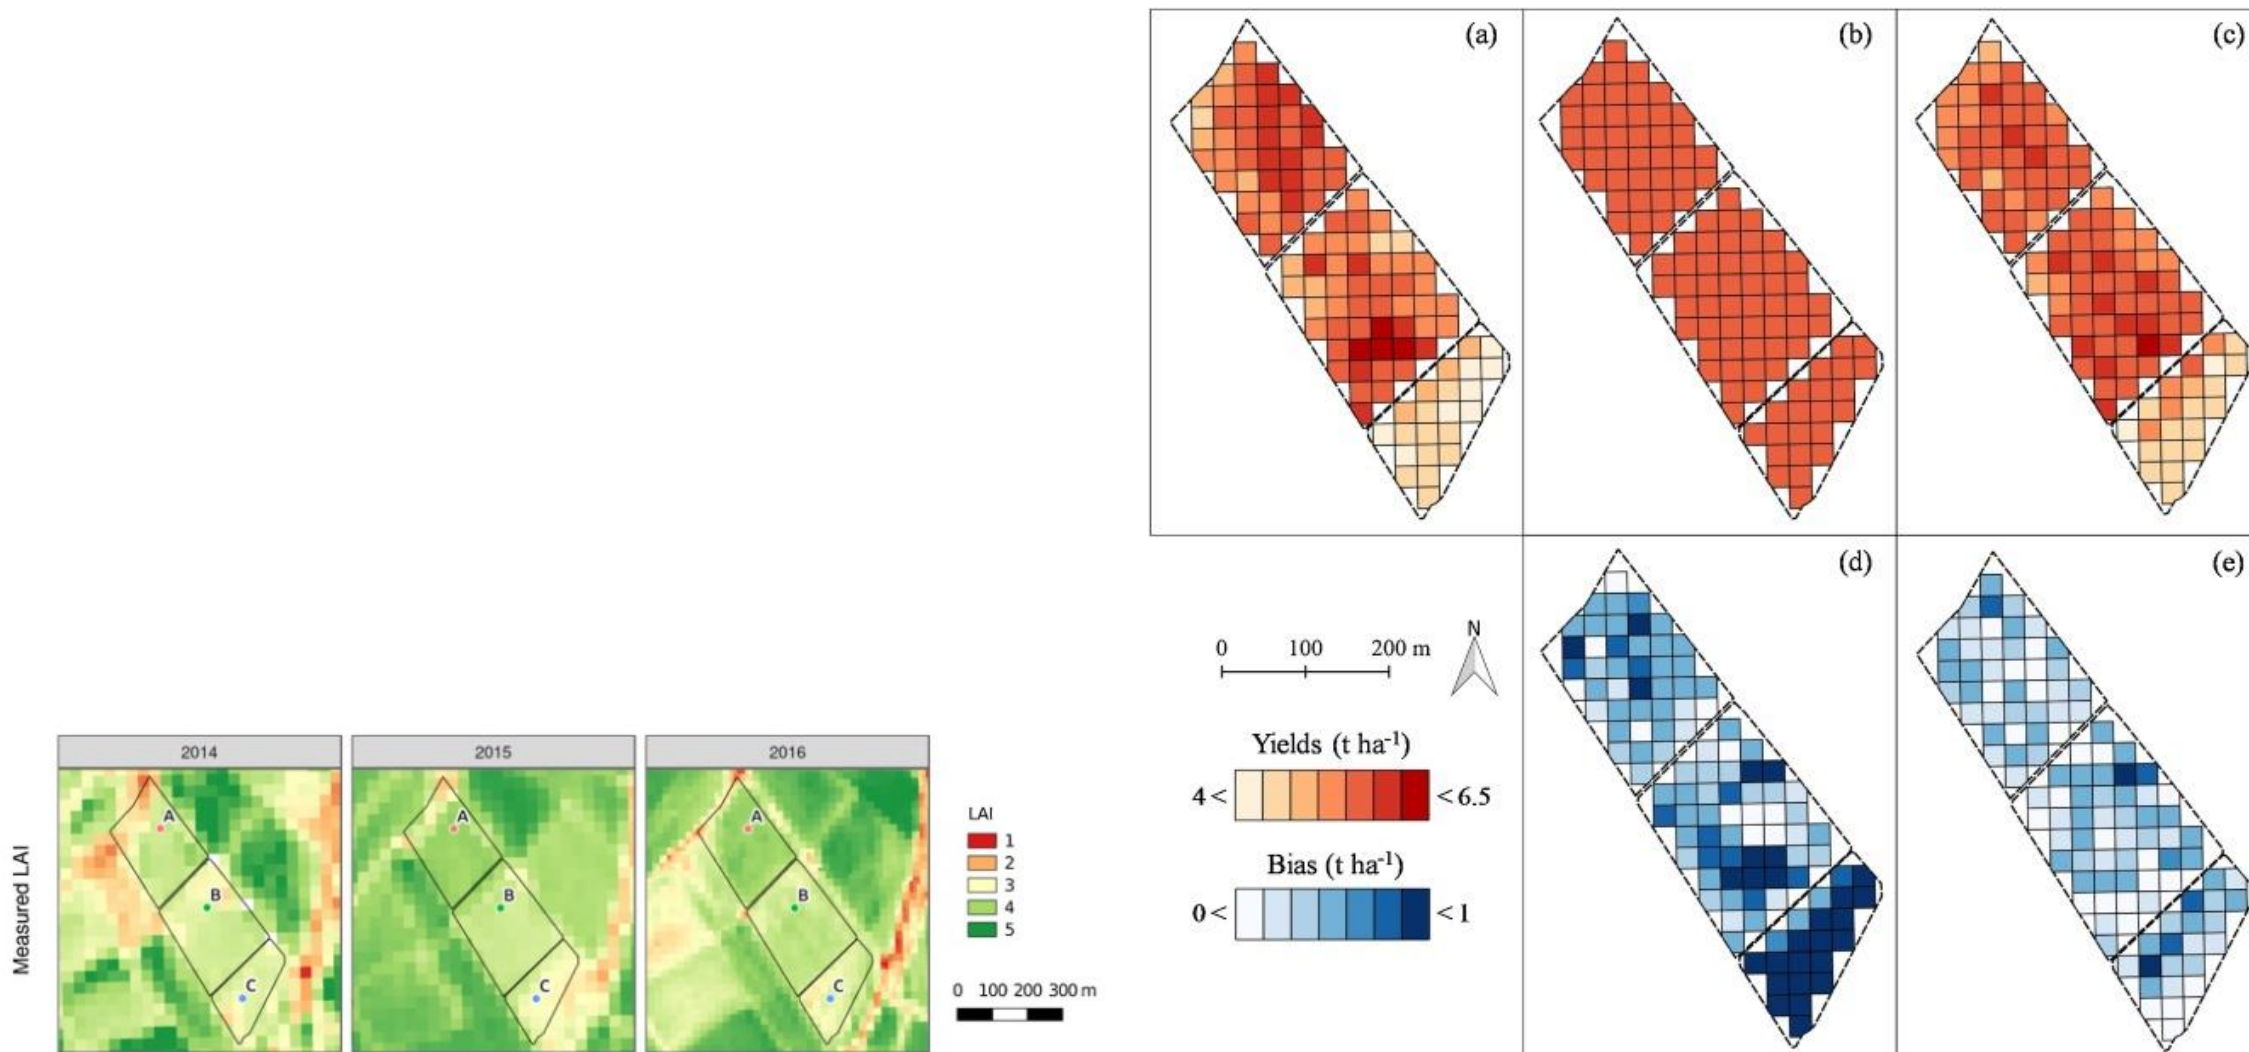 (a)
(b)
(c)
(d)
(e)
0 100 200 m
N
Yields (t ha⁻¹)
4 < < 6.5
Bias (t ha⁻¹)
0 < < 1
2014
2015
2016
Measured LAI
A
B
C
A
B
C
A
B
C
LAI
1
2
3
4
5
0 100 200 300 m